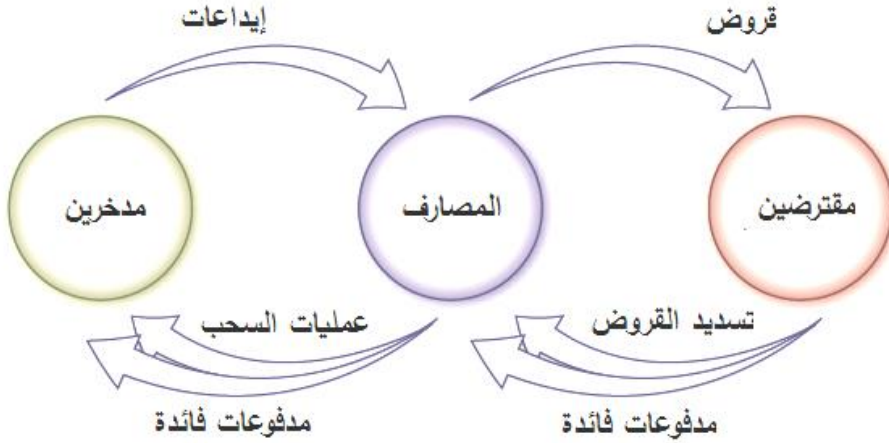 قروض
إيداعات
مقترضين
المصارف
مدخرين
تسديد القروض
عمليات السحب
مدفوعات فائدة
مدفوعات فائدة